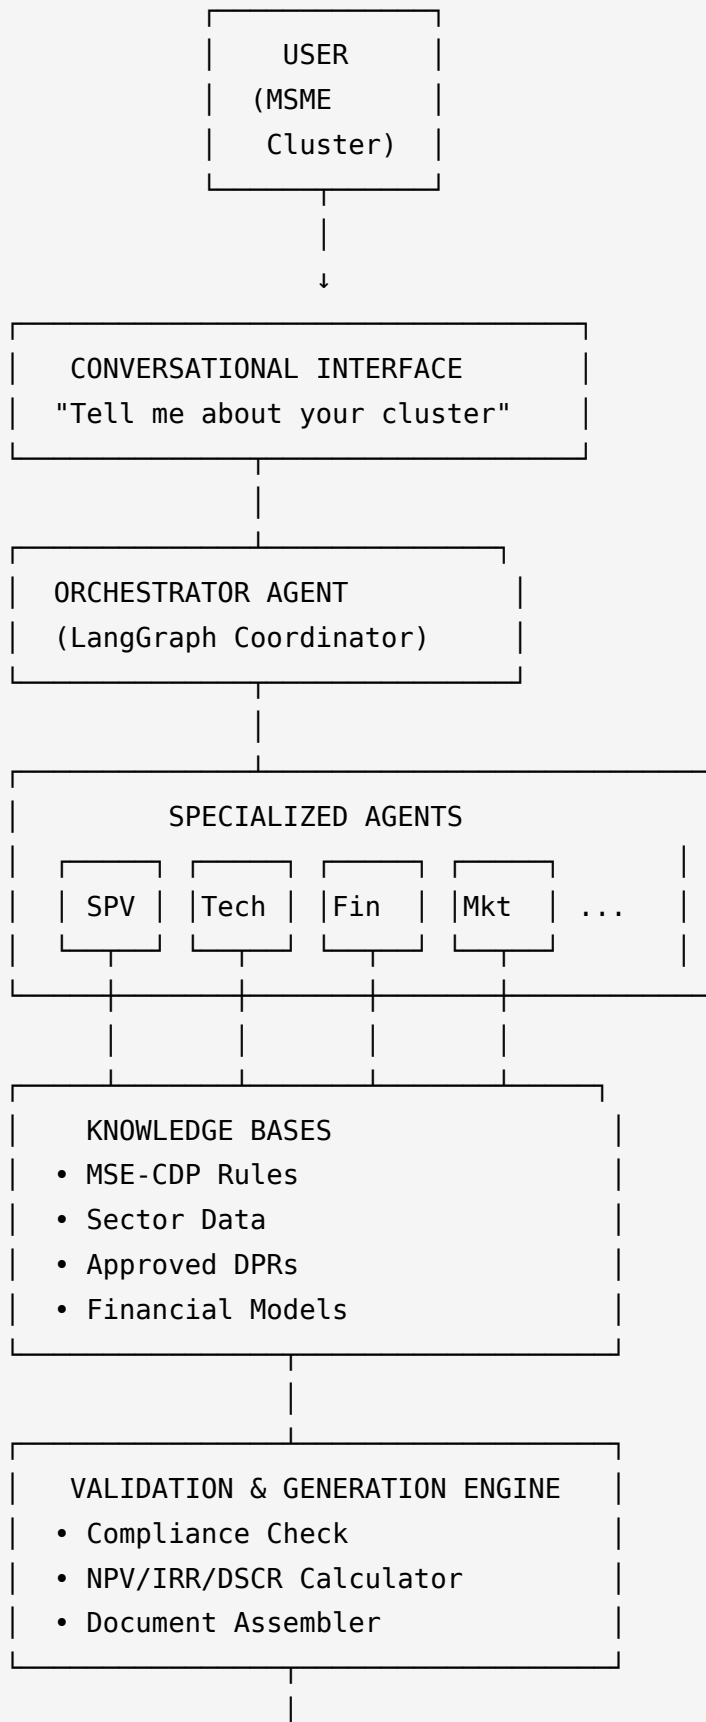 USER
(MSME
Cluster)
↓
CONVERSATIONAL INTERFACE
"Tell me about your cluster"
ORCHESTRATOR AGENT
(LangGraph Coordinator)
SPECIALIZED AGENTS
SPV Tech Fin Mkt ...
KNOWLEDGE BASES
• MSE-CDP Rules
• Sector Data
• Approved DPRs
• Financial Models
VALIDATION & GENERATION ENGINE
• Compliance Check
• NPV/IRR/DSCR Calculator
• Document Assembler